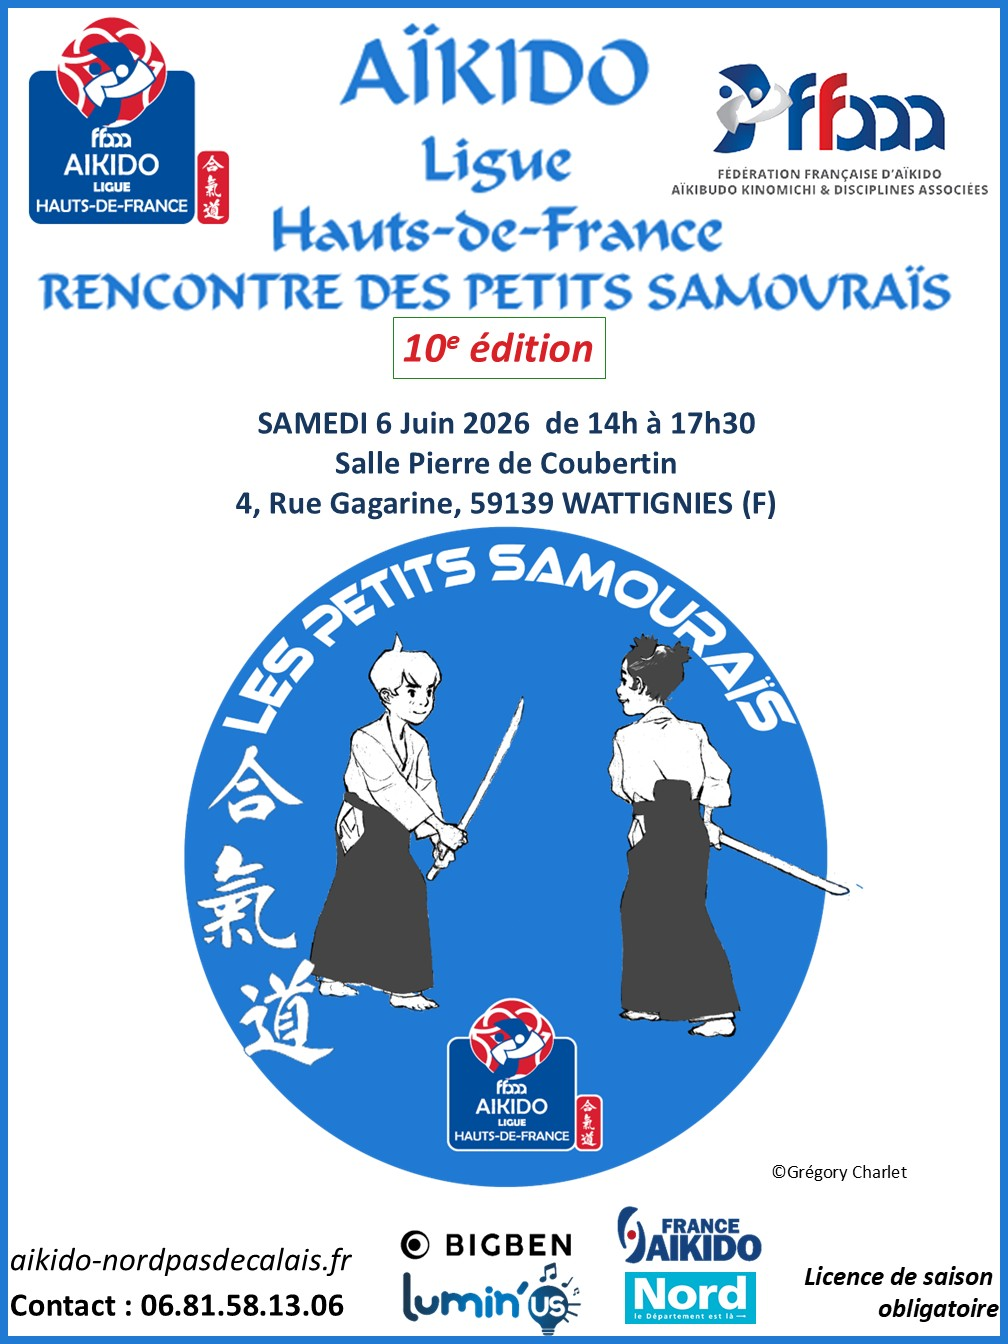 AÏKIDO
Ligue
Hauts-de-France
RENCONTRE DES PETITS SAMOURAÏS
ffaaa
AIKIDO
LIGUE
HAUTS-DE-FRANCE
合氣道
ffaaa
FÉDÉRATION FRANÇAISE D'AÏKIDO
AÏKIBUDO KINOMICHI & DISCIPLINES ASSOCIÉES
10e édition
SAMEDI 6 Juin 2026 de 14h à 17h30
Salle Pierre de Coubertin
4, Rue Gagarine, 59139 WATTIGNIES (F)
LES PETITS SAMOURAÏS
合氣道
ffaaa
AIKIDO
LIGUE
HAUTS-DE-FRANCE
合氣道
©Grégory Charlet
aikido-nordpasdecalais.fr
Contact : 06.81.58.13.06
BIGBEN
Lumin'US
FRANCE
AIKIDO
Nord
le Département est là
Licence de saison
obligatoire